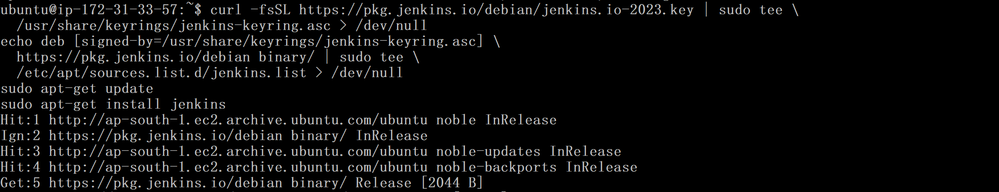 ubuntu@ip-172-31-33-57:~$ curl -fsSL https://pkg.jenkins.io/debian/jenkins.io-2023.key | sudo tee \
  /usr/share/keyrings/jenkins-keyring.asc > /dev/null
echo deb [signed-by=/usr/share/keyrings/jenkins-keyring.asc] \
  https://pkg.jenkins.io/debian binary/ | sudo tee \
  /etc/apt/sources.list.d/jenkins.list > /dev/null
sudo apt-get update
sudo apt-get install jenkins
Hit:1 http://ap-south-1.ec2.archive.ubuntu.com/ubuntu noble InRelease
Ign:2 https://pkg.jenkins.io/debian binary/ InRelease
Hit:3 http://ap-south-1.ec2.archive.ubuntu.com/ubuntu noble-updates InRelease
Hit:4 http://ap-south-1.ec2.archive.ubuntu.com/ubuntu noble-backports InRelease
Get:5 https://pkg.jenkins.io/debian binary/ Release [2044 B]